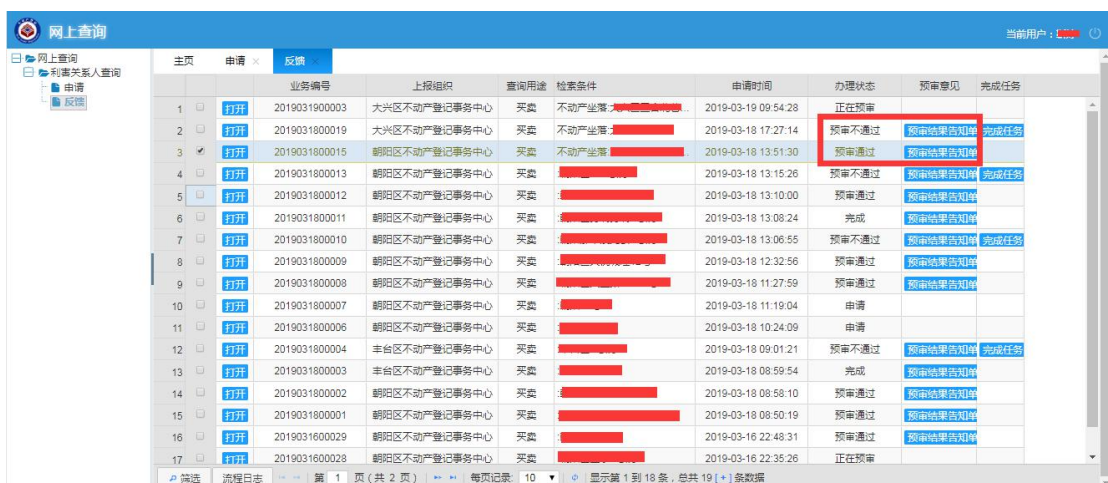 网上查询
当前用户：
网上查询
利害关系人查询
申请
反馈
主页 申请 × 反馈 ×
业务编号 上报组织 查询用途 检索条件 申请时间 办理状态 预审意见 完成任务
1 打开 2019031900003 大兴区不动产登记事务中心 买卖 不动产坐落: 2019-03-19 09:54:28 正在预审
2 打开 2019031800019 大兴区不动产登记事务中心 买卖 不动产坐落: 2019-03-18 17:27:14 预审不通过 预审结果告知单 完成任务
3 打开 2019031800015 朝阳区不动产登记事务中心 买卖 不动产坐落: 2019-03-18 13:51:30 预审通过 预审结果告知单
4 打开 2019031800013 朝阳区不动产登记事务中心 买卖 2019-03-18 13:15:26 预审不通过 预审结果告知单 完成任务
5 打开 2019031800012 朝阳区不动产登记事务中心 买卖 2019-03-18 13:10:00 预审通过 预审结果告知单
6 打开 2019031800011 朝阳区不动产登记事务中心 买卖 2019-03-18 13:08:24 完成 预审结果告知单
7 打开 2019031800010 朝阳区不动产登记事务中心 买卖 2019-03-18 13:06:55 预审不通过 预审结果告知单 完成任务
8 打开 2019031800009 朝阳区不动产登记事务中心 买卖 2019-03-18 12:32:56 预审通过 预审结果告知单
9 打开 2019031800008 朝阳区不动产登记事务中心 买卖 2019-03-18 11:27:59 预审通过 预审结果告知单
10 打开 2019031800007 朝阳区不动产登记事务中心 买卖 2019-03-18 11:19:04 申请
11 打开 2019031800006 朝阳区不动产登记事务中心 买卖 2019-03-18 10:24:09 申请
12 打开 2019031800004 丰台区不动产登记事务中心 买卖 2019-03-18 09:01:21 预审不通过 预审结果告知单 完成任务
13 打开 2019031800003 丰台区不动产登记事务中心 买卖 2019-03-18 08:59:54 完成 预审结果告知单
14 打开 2019031800002 朝阳区不动产登记事务中心 买卖 2019-03-18 08:58:10 预审通过 预审结果告知单
15 打开 2019031800001 朝阳区不动产登记事务中心 买卖 2019-03-18 08:50:19 预审通过 预审结果告知单
16 打开 2019031600029 朝阳区不动产登记事务中心 买卖 2019-03-16 22:48:31 预审通过 预审结果告知单
17 打开 2019031600028 朝阳区不动产登记事务中心 买卖 2019-03-16 22:35:26 正在预审
筛选 流程日志 第 1 页(共 2 页) 每页记录: 10 显示第 1 到 18 条，总共 19 [+] 条数据